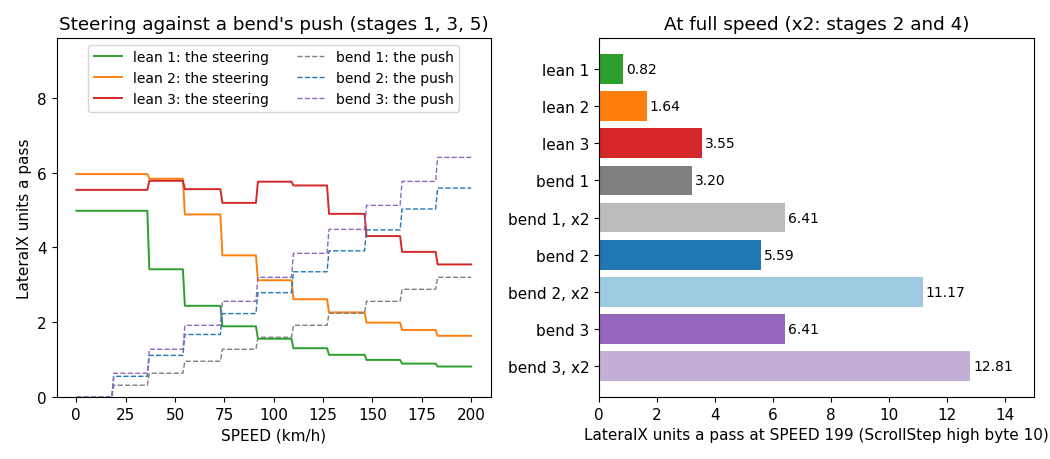 Steering against a bend's push (stages 1, 3, 5)
lean 1: the steering
lean 2: the steering
lean 3: the steering
bend 1: the push
bend 2: the push
bend 3: the push
LateralX units a pass
8
6
4
2
0
0 25 50 75 100 125 150 175 200
SPEED (km/h)
At full speed (x2: stages 2 and 4)
lean 1 0.82
lean 2 1.64
lean 3 3.55
bend 1 3.20
bend 1, x2 6.41
bend 2 5.59
bend 2, x2 11.17
bend 3 6.41
bend 3, x2 12.81
0 2 4 6 8 10 12 14
LateralX units a pass at SPEED 199 (ScrollStep high byte 10)